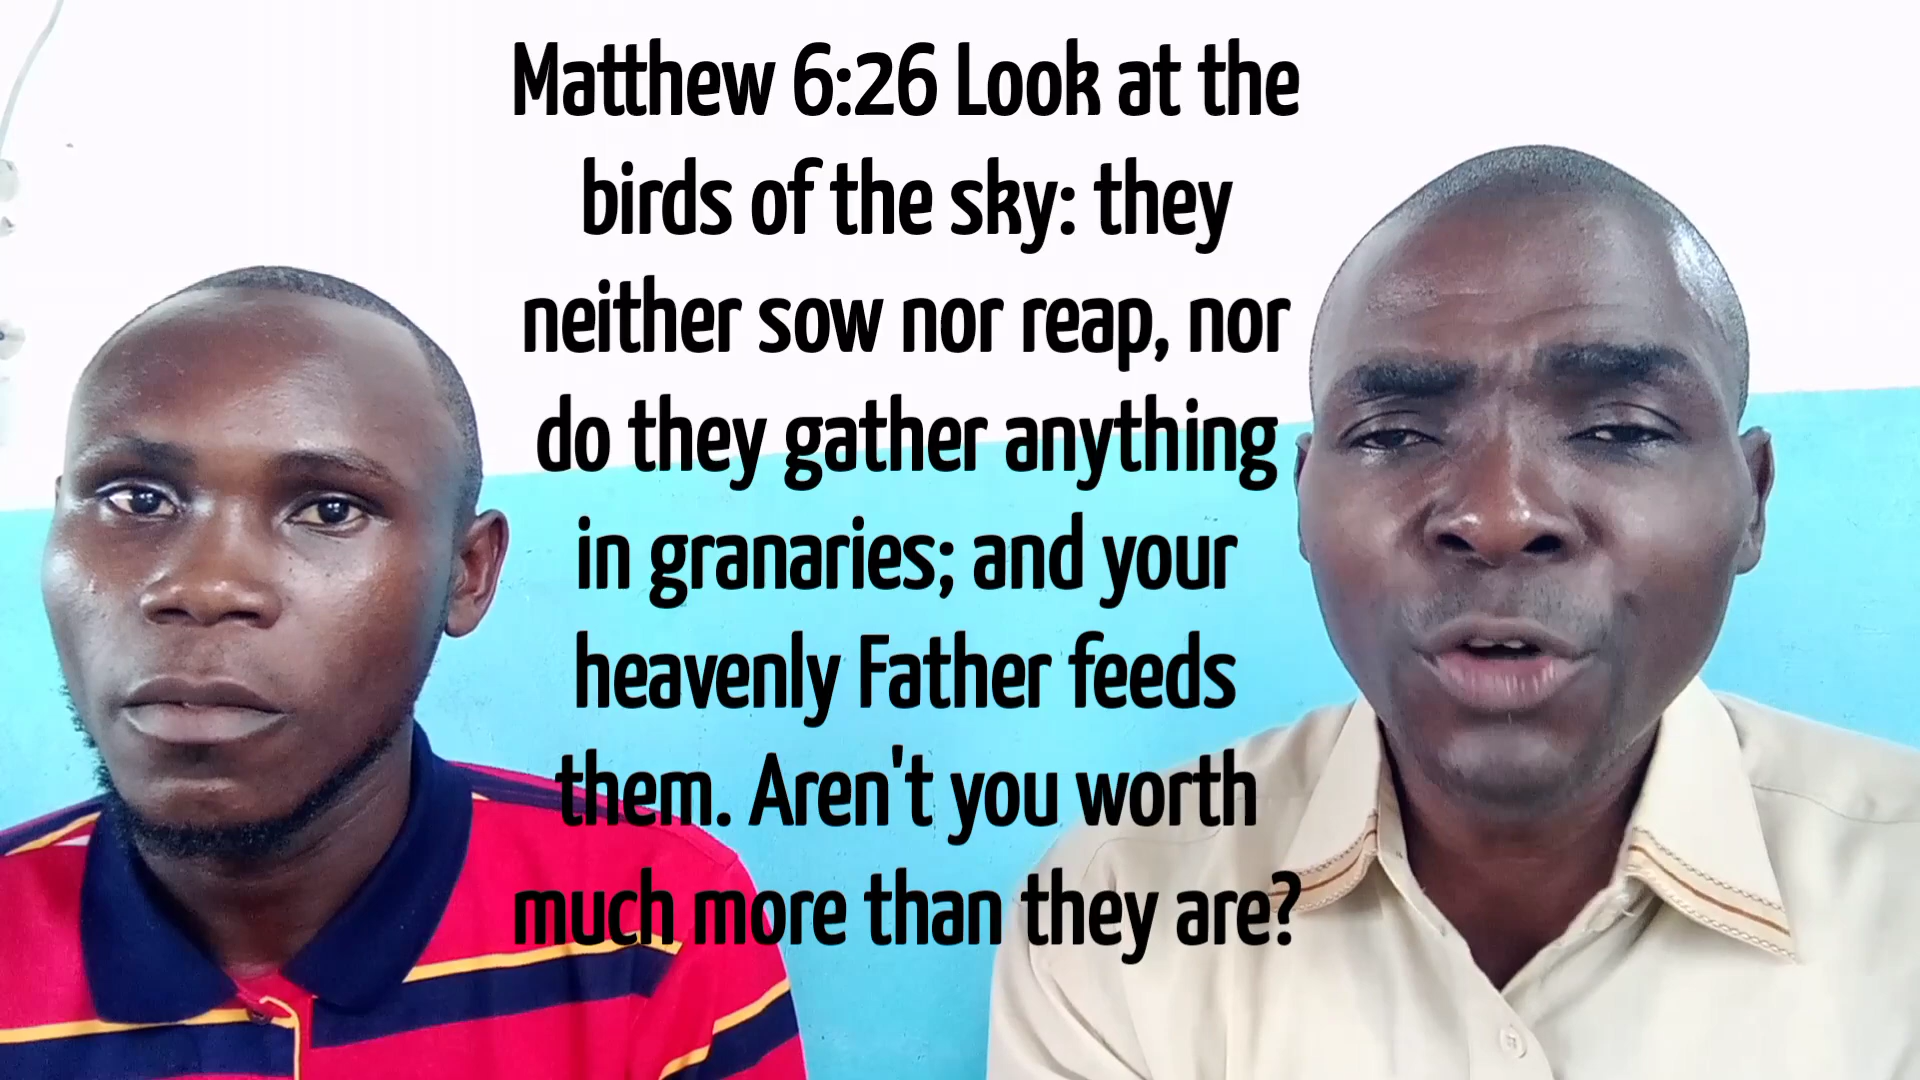 Matthew 6:26 Look at the
birds of the sky: they
neither sow nor reap, nor
do they gather anything
in granaries; and your
heavenly Father feeds
them. Aren't you worth
much more than they are?